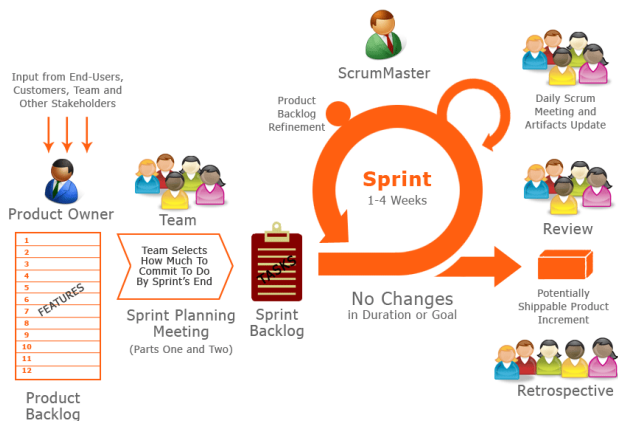 Input from End-Users,
Customers, Team and
Other Stakeholders
Product Owner
1
2
3
4
5
6
7
8
9
10
11
12
FEATURES
Product
Backlog
Team
Team Selects
How Much To
Commit To Do
By Sprint's End
Sprint Planning
Meeting
(Parts One and Two)
TASKS
Sprint
Backlog
ScrumMaster
Product
Backlog
Refinement
Sprint
1-4 Weeks
No Changes
in Duration or Goal
Daily Scrum
Meeting and
Artifacts Update
Review
Potentially
Shippable Product
Increment
Retrospective